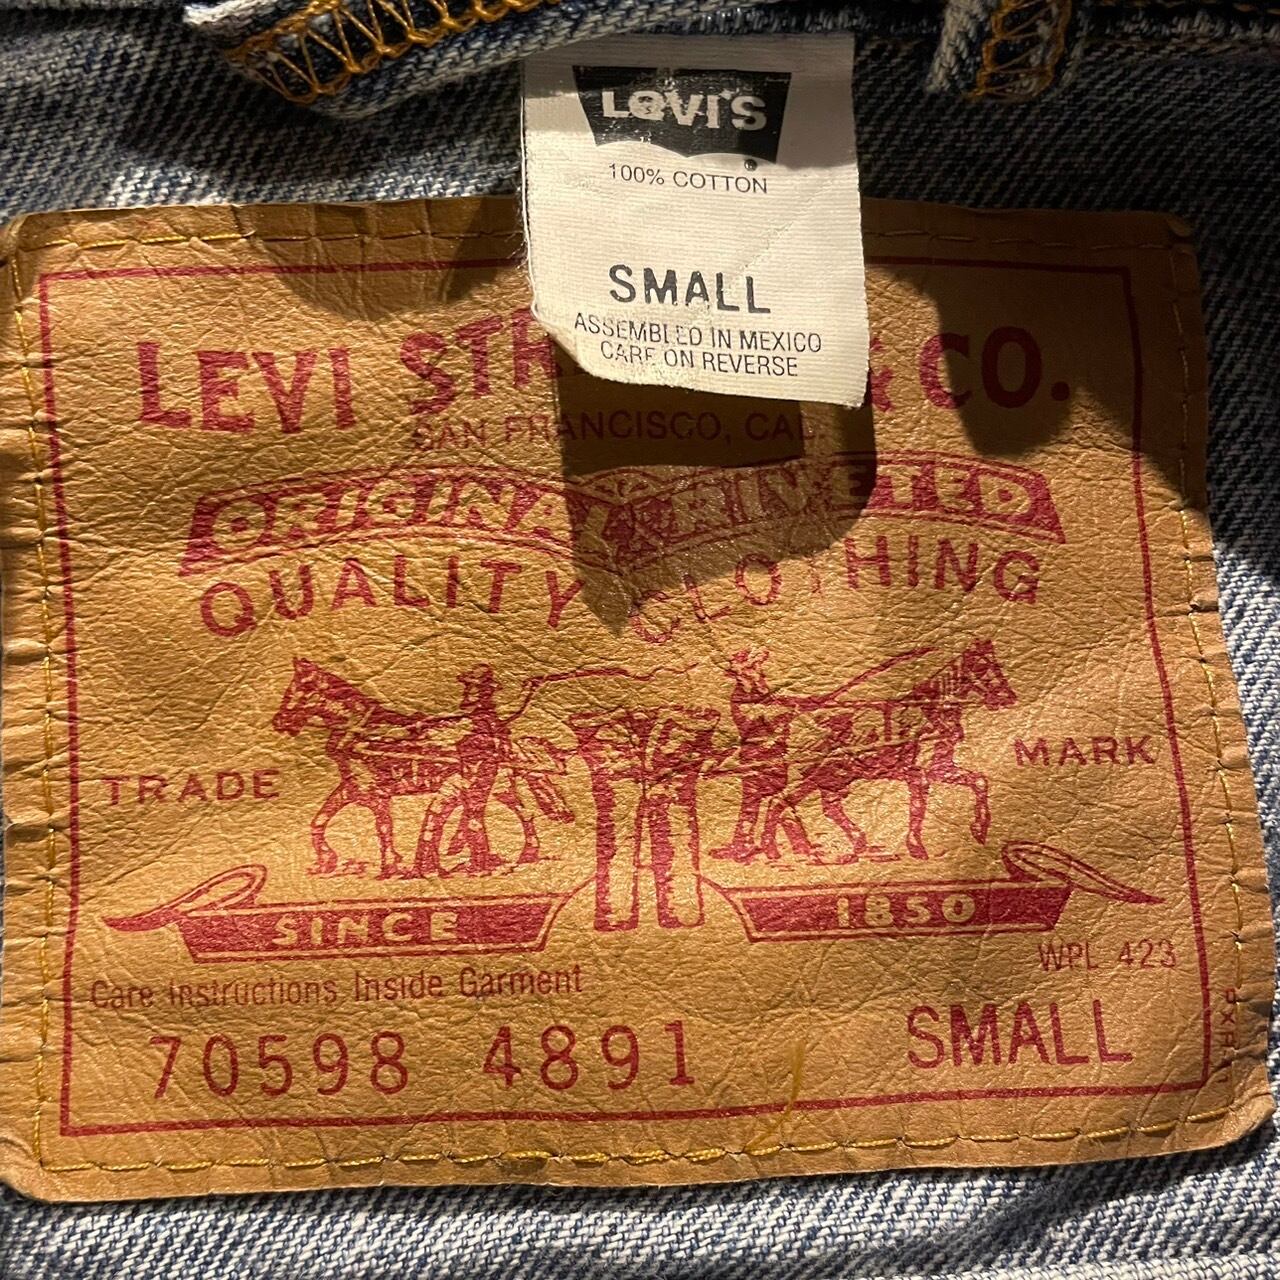 LEVI'S
®
100% COTTON
SMALL
ASSEMBLED IN MEXICO
CARE ON REVERSE
LEVI STR & CO.
SAN FRANCISCO, CAL.
ORIGINAL RIVETED
QUALITY CLOTHING
TRADE MARK
SINCE 1850
WPL 423
Care Instructions Inside Garment
70598 4891 SMALL